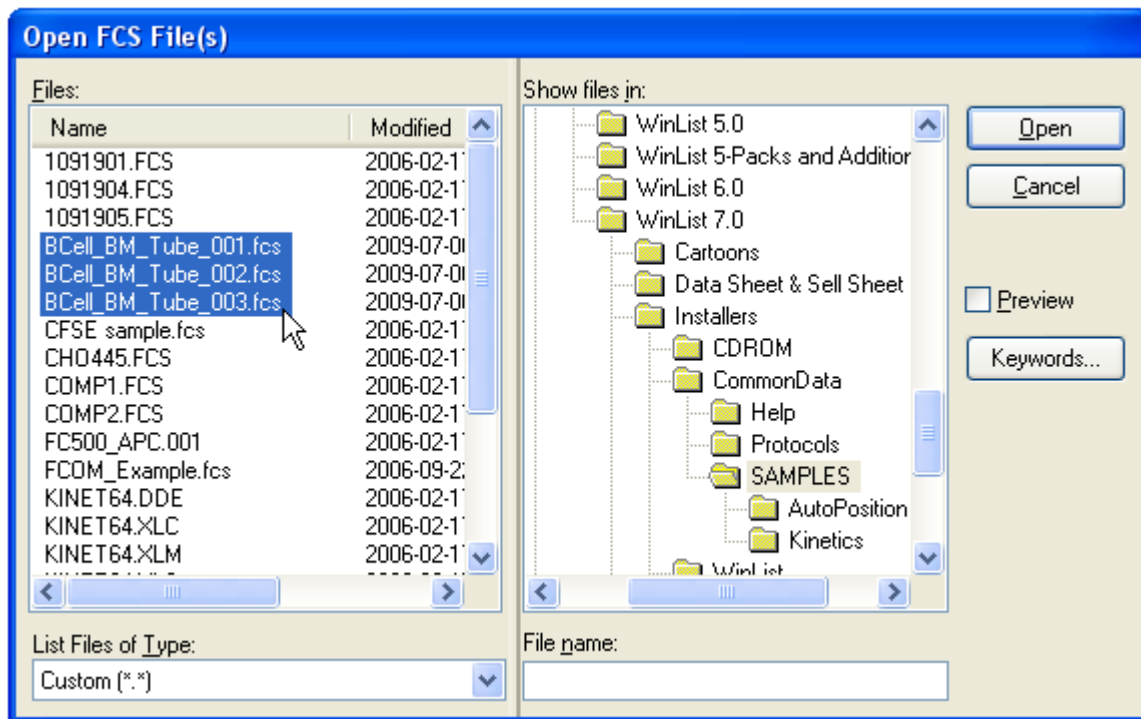 Open FCS File(s)
Files:
Name Modified
1091901.FCS 2006-02-1
1091904.FCS 2006-02-1
1091905.FCS 2006-02-1
BCell_BM_Tube_001.fcs 2009-07-0
BCell_BM_Tube_002.fcs 2009-07-0
BCell_BM_Tube_003.fcs 2009-07-0
CFSE sample.fcs 2006-02-1
CHO445.FCS 2006-02-1
COMP1.FCS 2006-02-1
COMP2.FCS 2006-02-1
FC500_APC.001 2006-02-1
FCOM_Example.fcs 2006-09-2
KINET64.DDE 2006-02-1
KINET64.XLC 2006-02-1
KINET64.XLM 2006-02-1
List Files of Type:
Custom (*.*)
Show files in:
WinList 5.0
WinList 5-Packs and Addition
WinList 6.0
WinList 7.0
Cartoons
Data Sheet & Sell Sheet
Installers
CDROM
CommonData
Help
Protocols
SAMPLES
AutoPosition
Kinetics
WinList
File name:
Open
Cancel
Preview
Keywords...